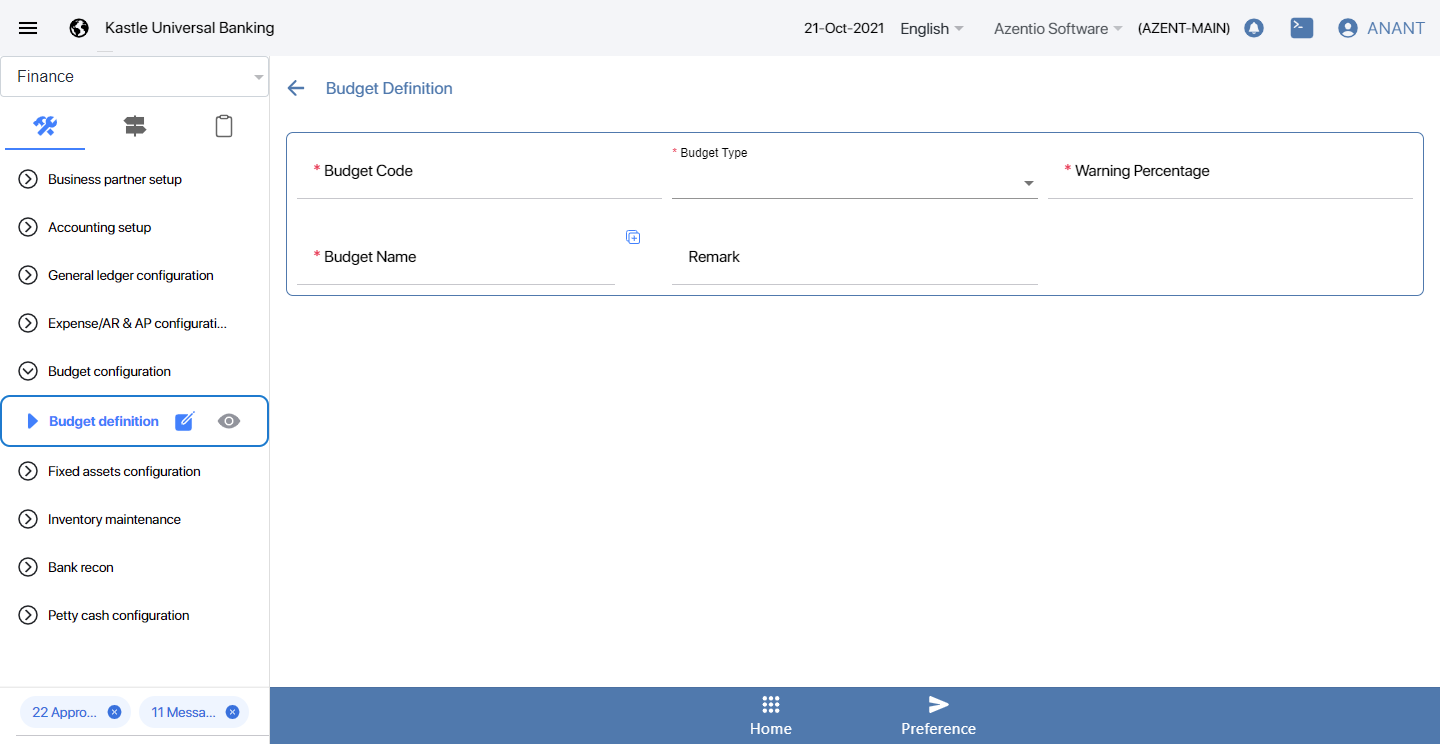 Kastle Universal Banking
21-Oct-2021 English Azentio Software (AZENT-MAIN) ANANT
Finance
Business partner setup
Accounting setup
General ledger configuration
Expense/AR & AP configurati...
Budget configuration
Budget definition
Fixed assets configuration
Inventory maintenance
Bank recon
Petty cash configuration
22 Appro... 11 Messa...
Budget Definition
* Budget Code
* Budget Type
* Warning Percentage
* Budget Name
Remark
Home Preference